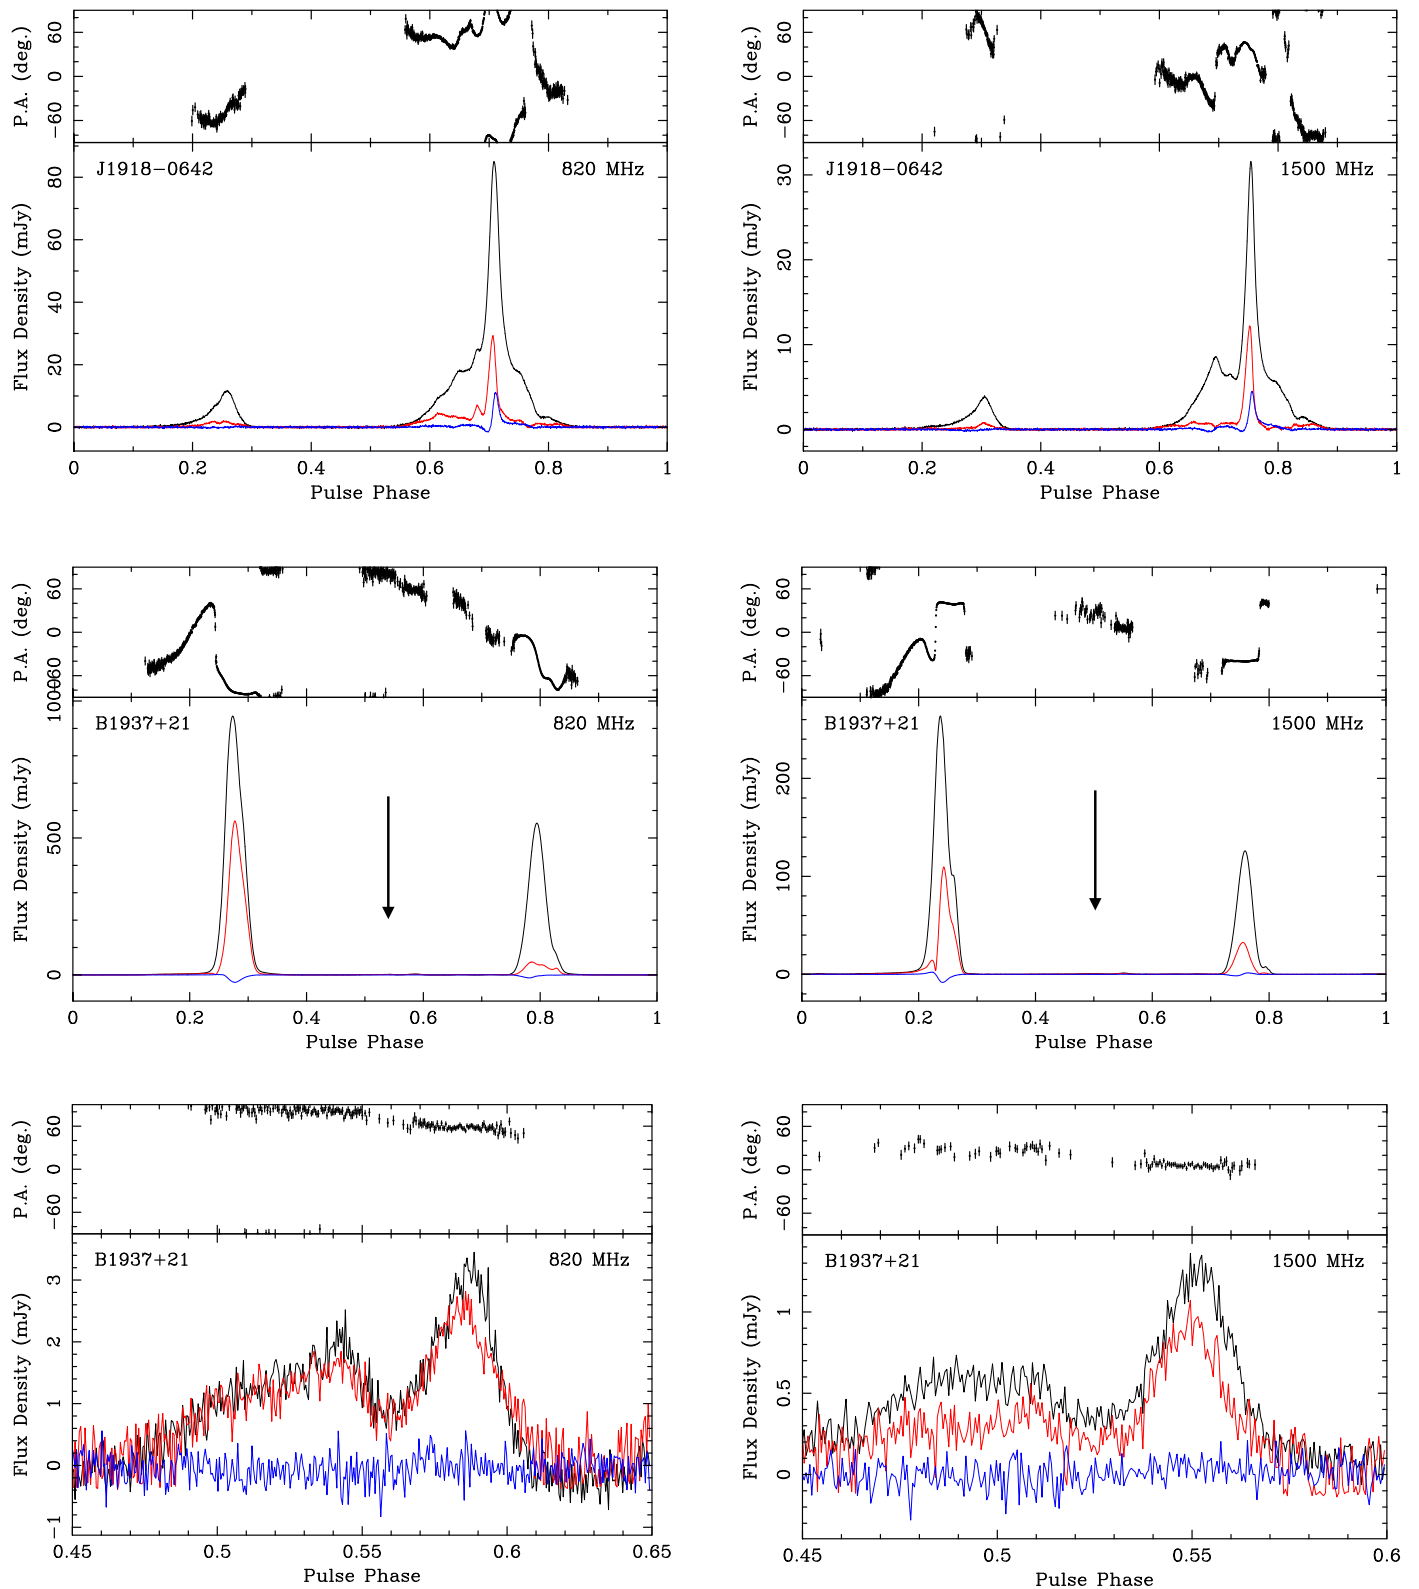 P.A. (deg.)
60
0
−60
J1918−0642
820 MHz
Flux Density (mJy)
80
60
40
20
0
0
0.2
0.4
0.6
0.8
1
Pulse Phase
P.A. (deg.)
60
0
−60
J1918−0642
1500 MHz
Flux Density (mJy)
30
20
10
0
0
0.2
0.4
0.6
0.8
1
Pulse Phase
P.A. (deg.)
60
0
−60
B1937+21
820 MHz
Flux Density (mJy)
1000
500
0
0
0.2
0.4
0.6
0.8
1
Pulse Phase
P.A. (deg.)
60
0
−60
B1937+21
1500 MHz
Flux Density (mJy)
200
100
0
0
0.2
0.4
0.6
0.8
1
Pulse Phase
P.A. (deg.)
60
0
−60
B1937+21
820 MHz
Flux Density (mJy)
3
2
1
0
−1
0.45
0.5
0.55
0.6
0.65
Pulse Phase
P.A. (deg.)
60
0
−60
B1937+21
1500 MHz
Flux Density (mJy)
1
0.5
0
0.45
0.5
0.55
0.6
Pulse Phase